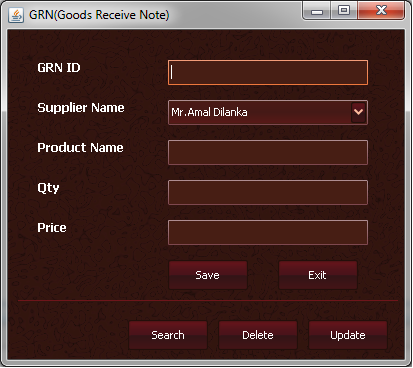 GRN(Goods Receive Note)
GRN ID
Supplier Name
Mr.Amal Dilanka
Product Name
Qty
Price
Save Exit
Search Delete Update